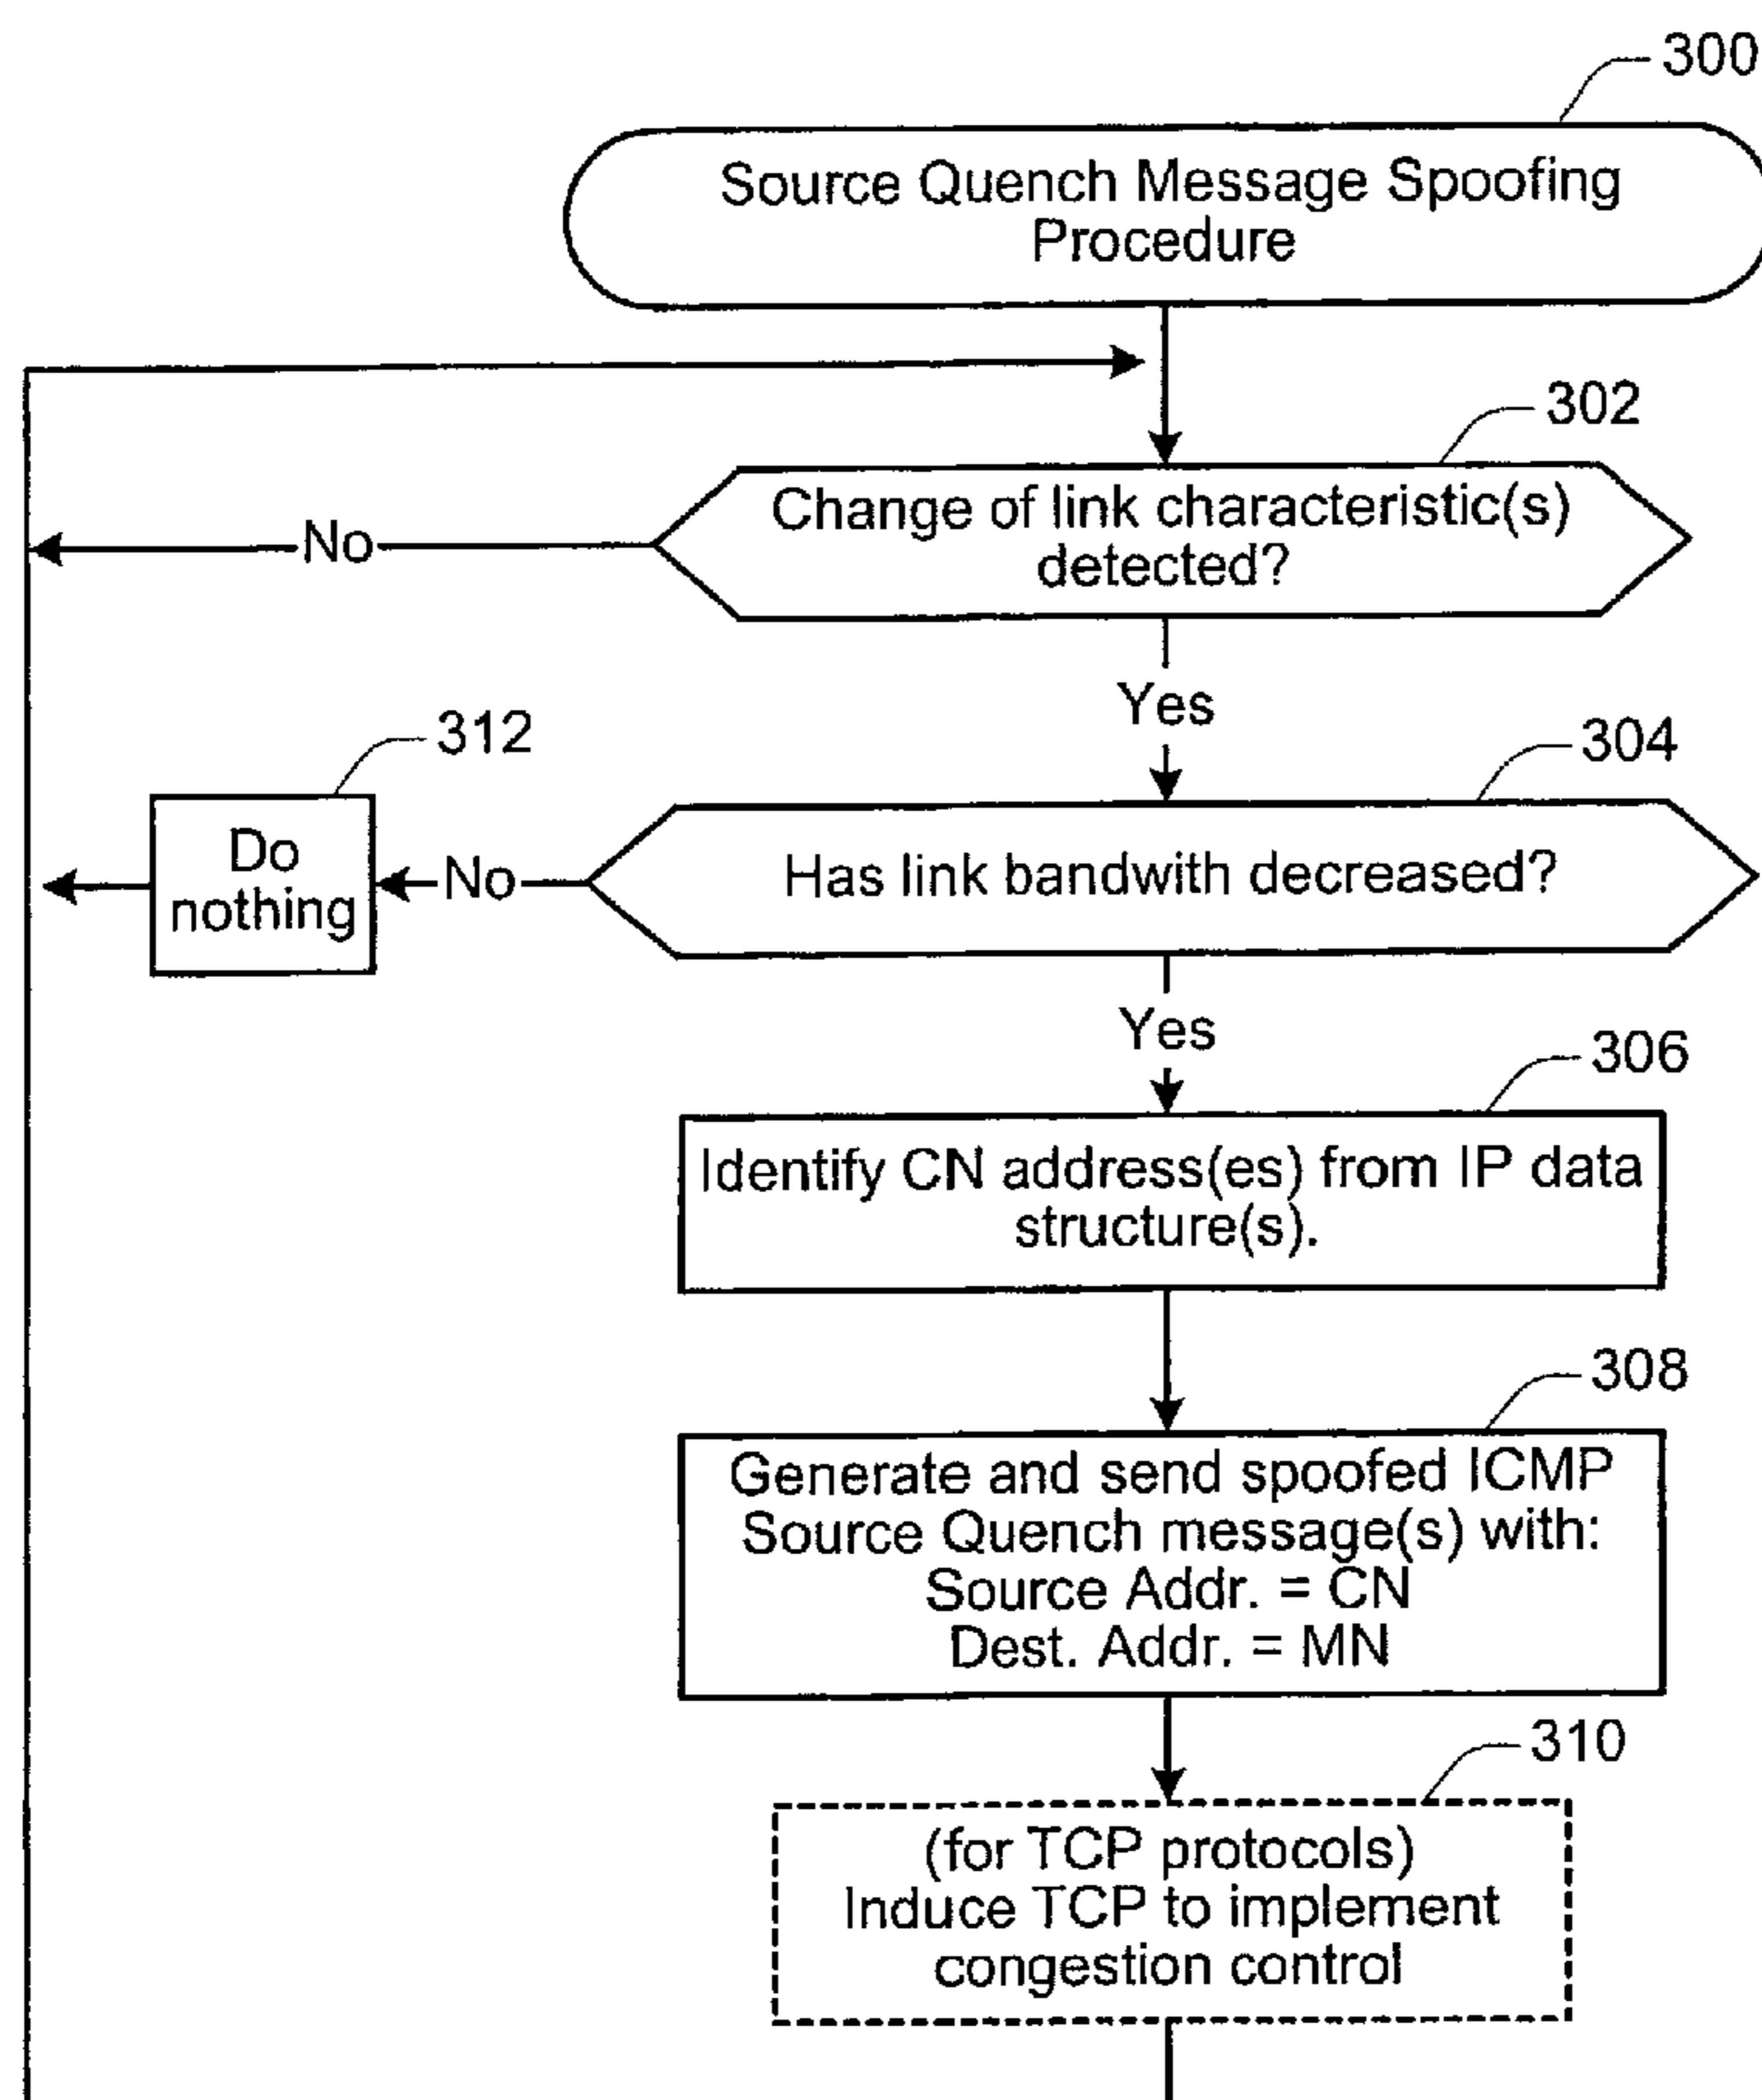 300
Source Quench Message Spoofing
Procedure
302
Change of link characteristic(s)
detected?
No
Yes
312
304
Do
nothing
No
Has link bandwith decreased?
Yes
306
Identify CN address(es) from IP data
structure(s).
308
Generate and send spoofed ICMP
Source Quench message(s) with:
Source Addr. = CN
Dest. Addr. = MN
310
(for TCP protocols)
Induce TCP to implement
congestion control